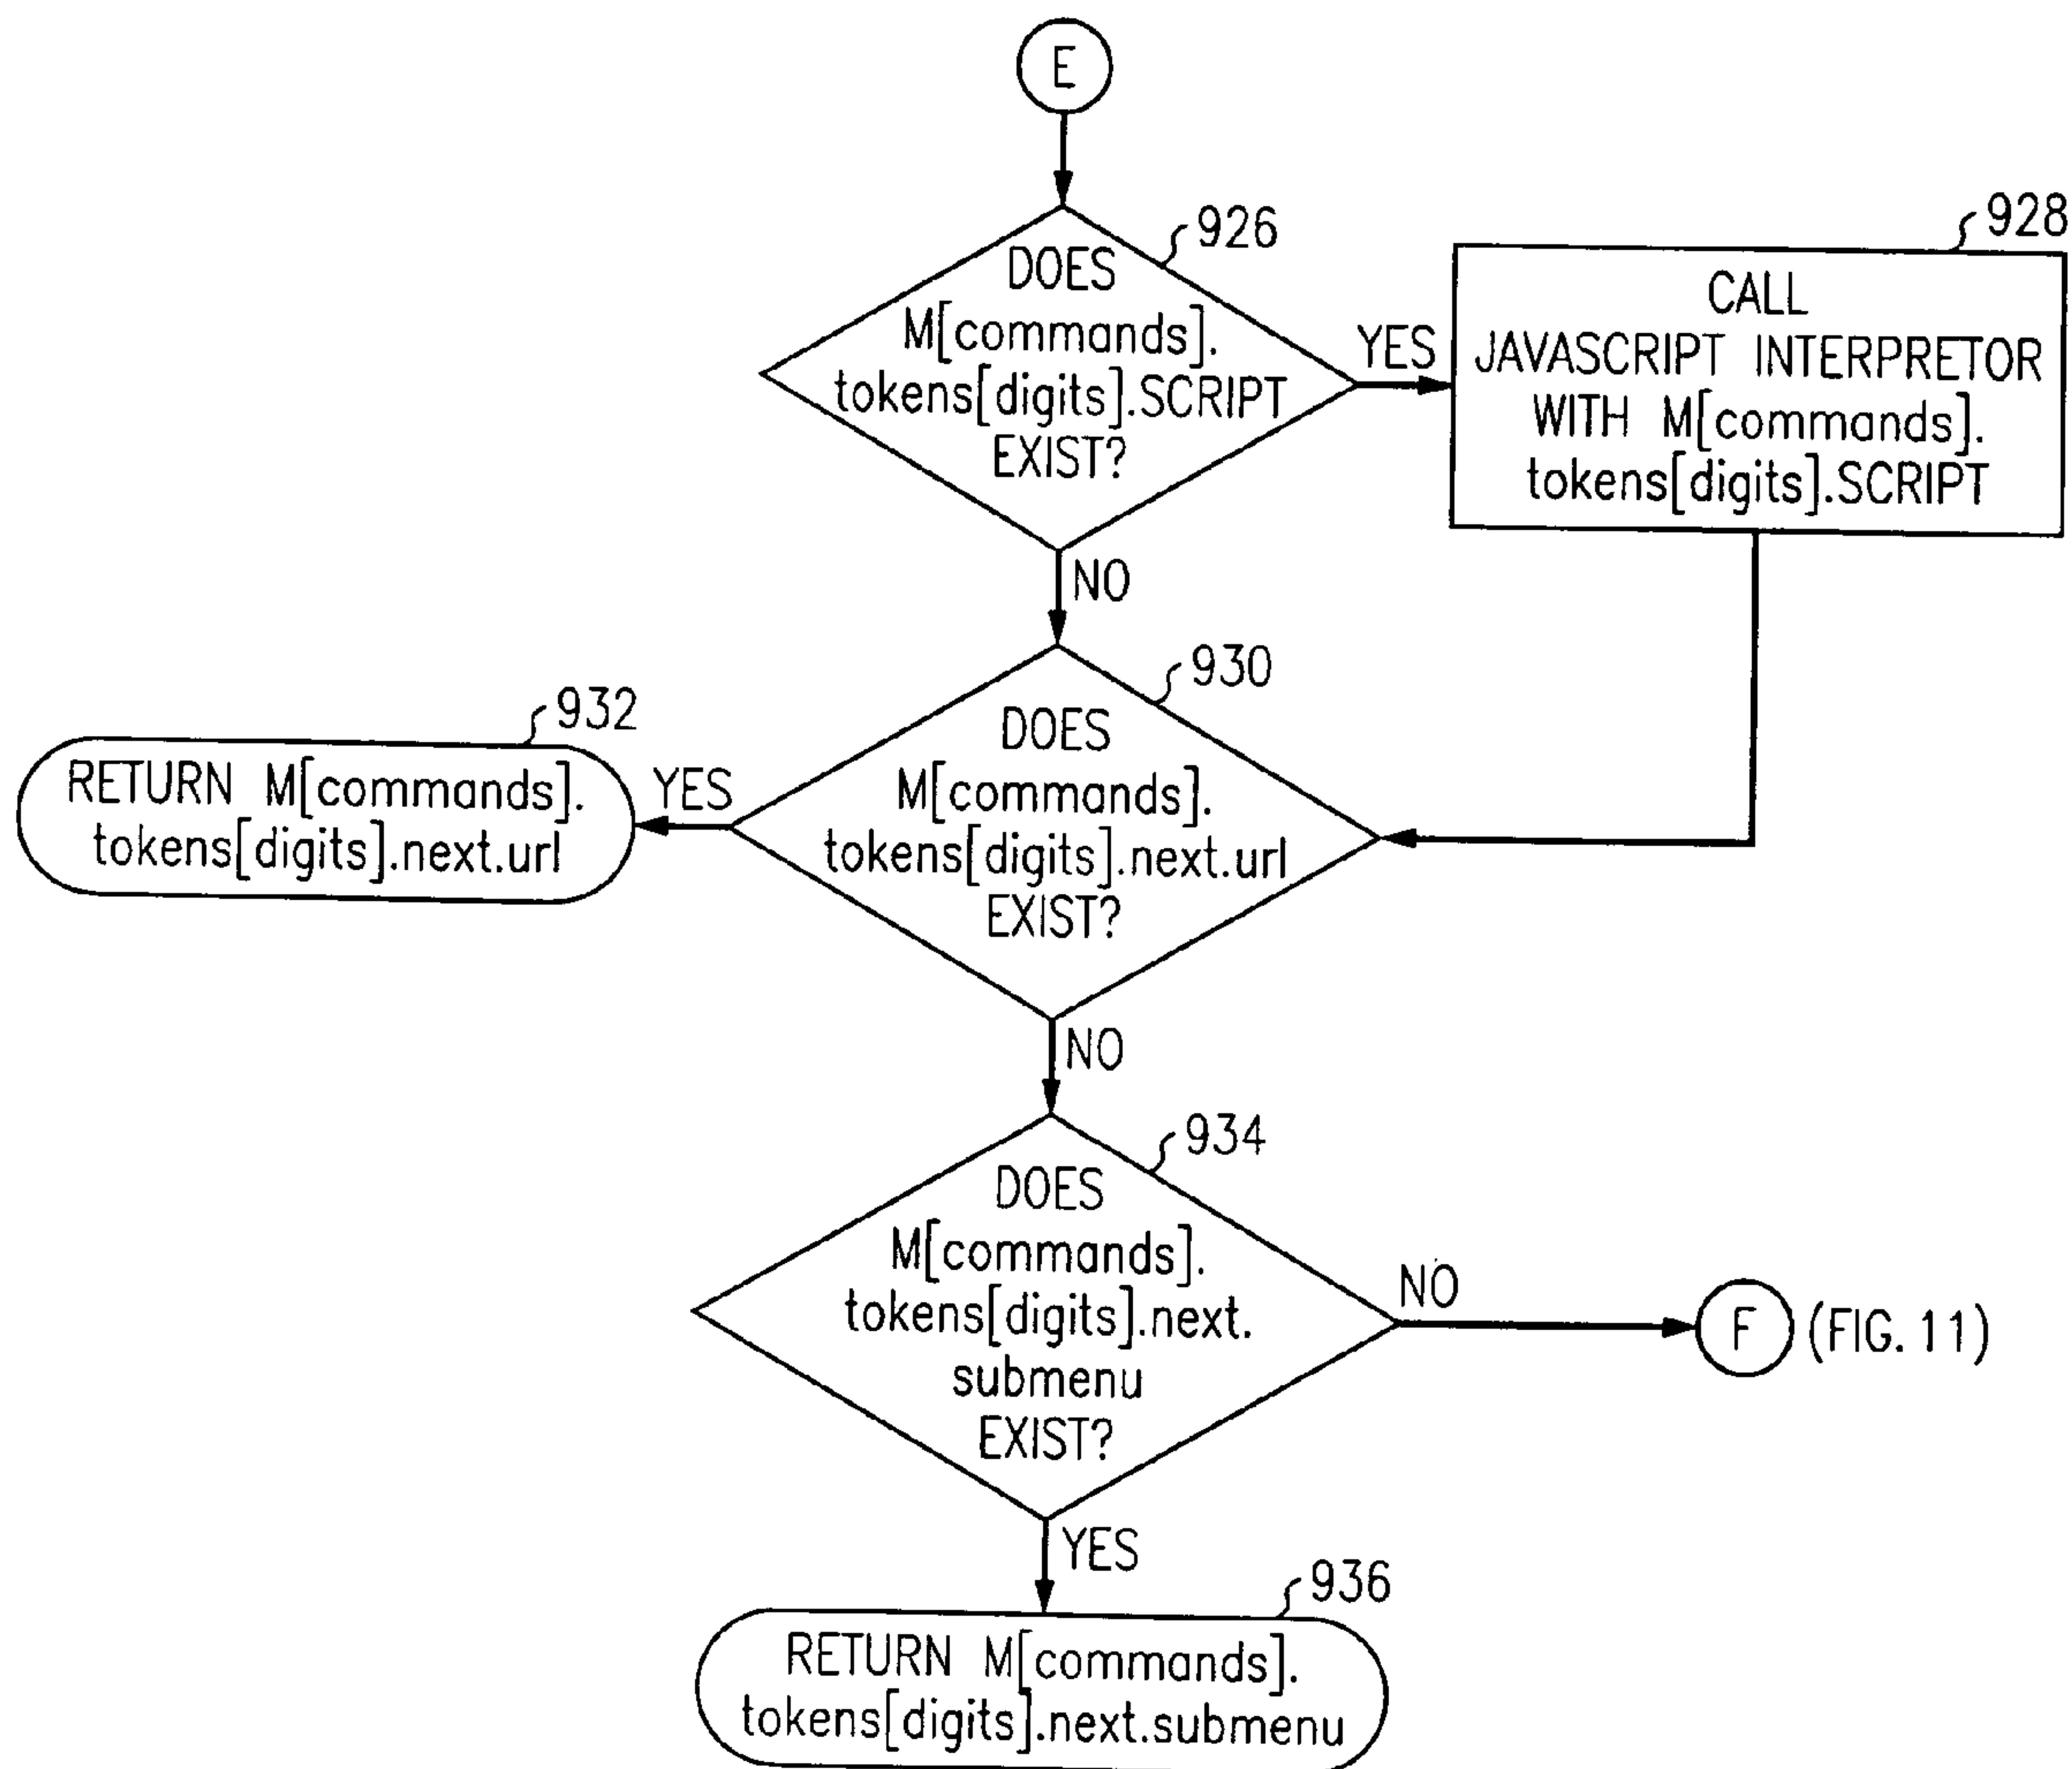 E
926
DOES
M[commands].
tokens[digits].SCRIPT
EXIST?
YES
928
CALL
JAVASCRIPT INTERPRETOR
WITH M[commands].
tokens[digits].SCRIPT
NO
930
DOES
M[commands].
tokens[digits].next.url
EXIST?
YES
932
RETURN M[commands].
tokens[digits].next.url
NO
934
DOES
M[commands].
tokens[digits].next.
submenu
EXIST?
NO
F (FIG. 11)
YES
936
RETURN M[commands].
tokens[digits].next.submenu